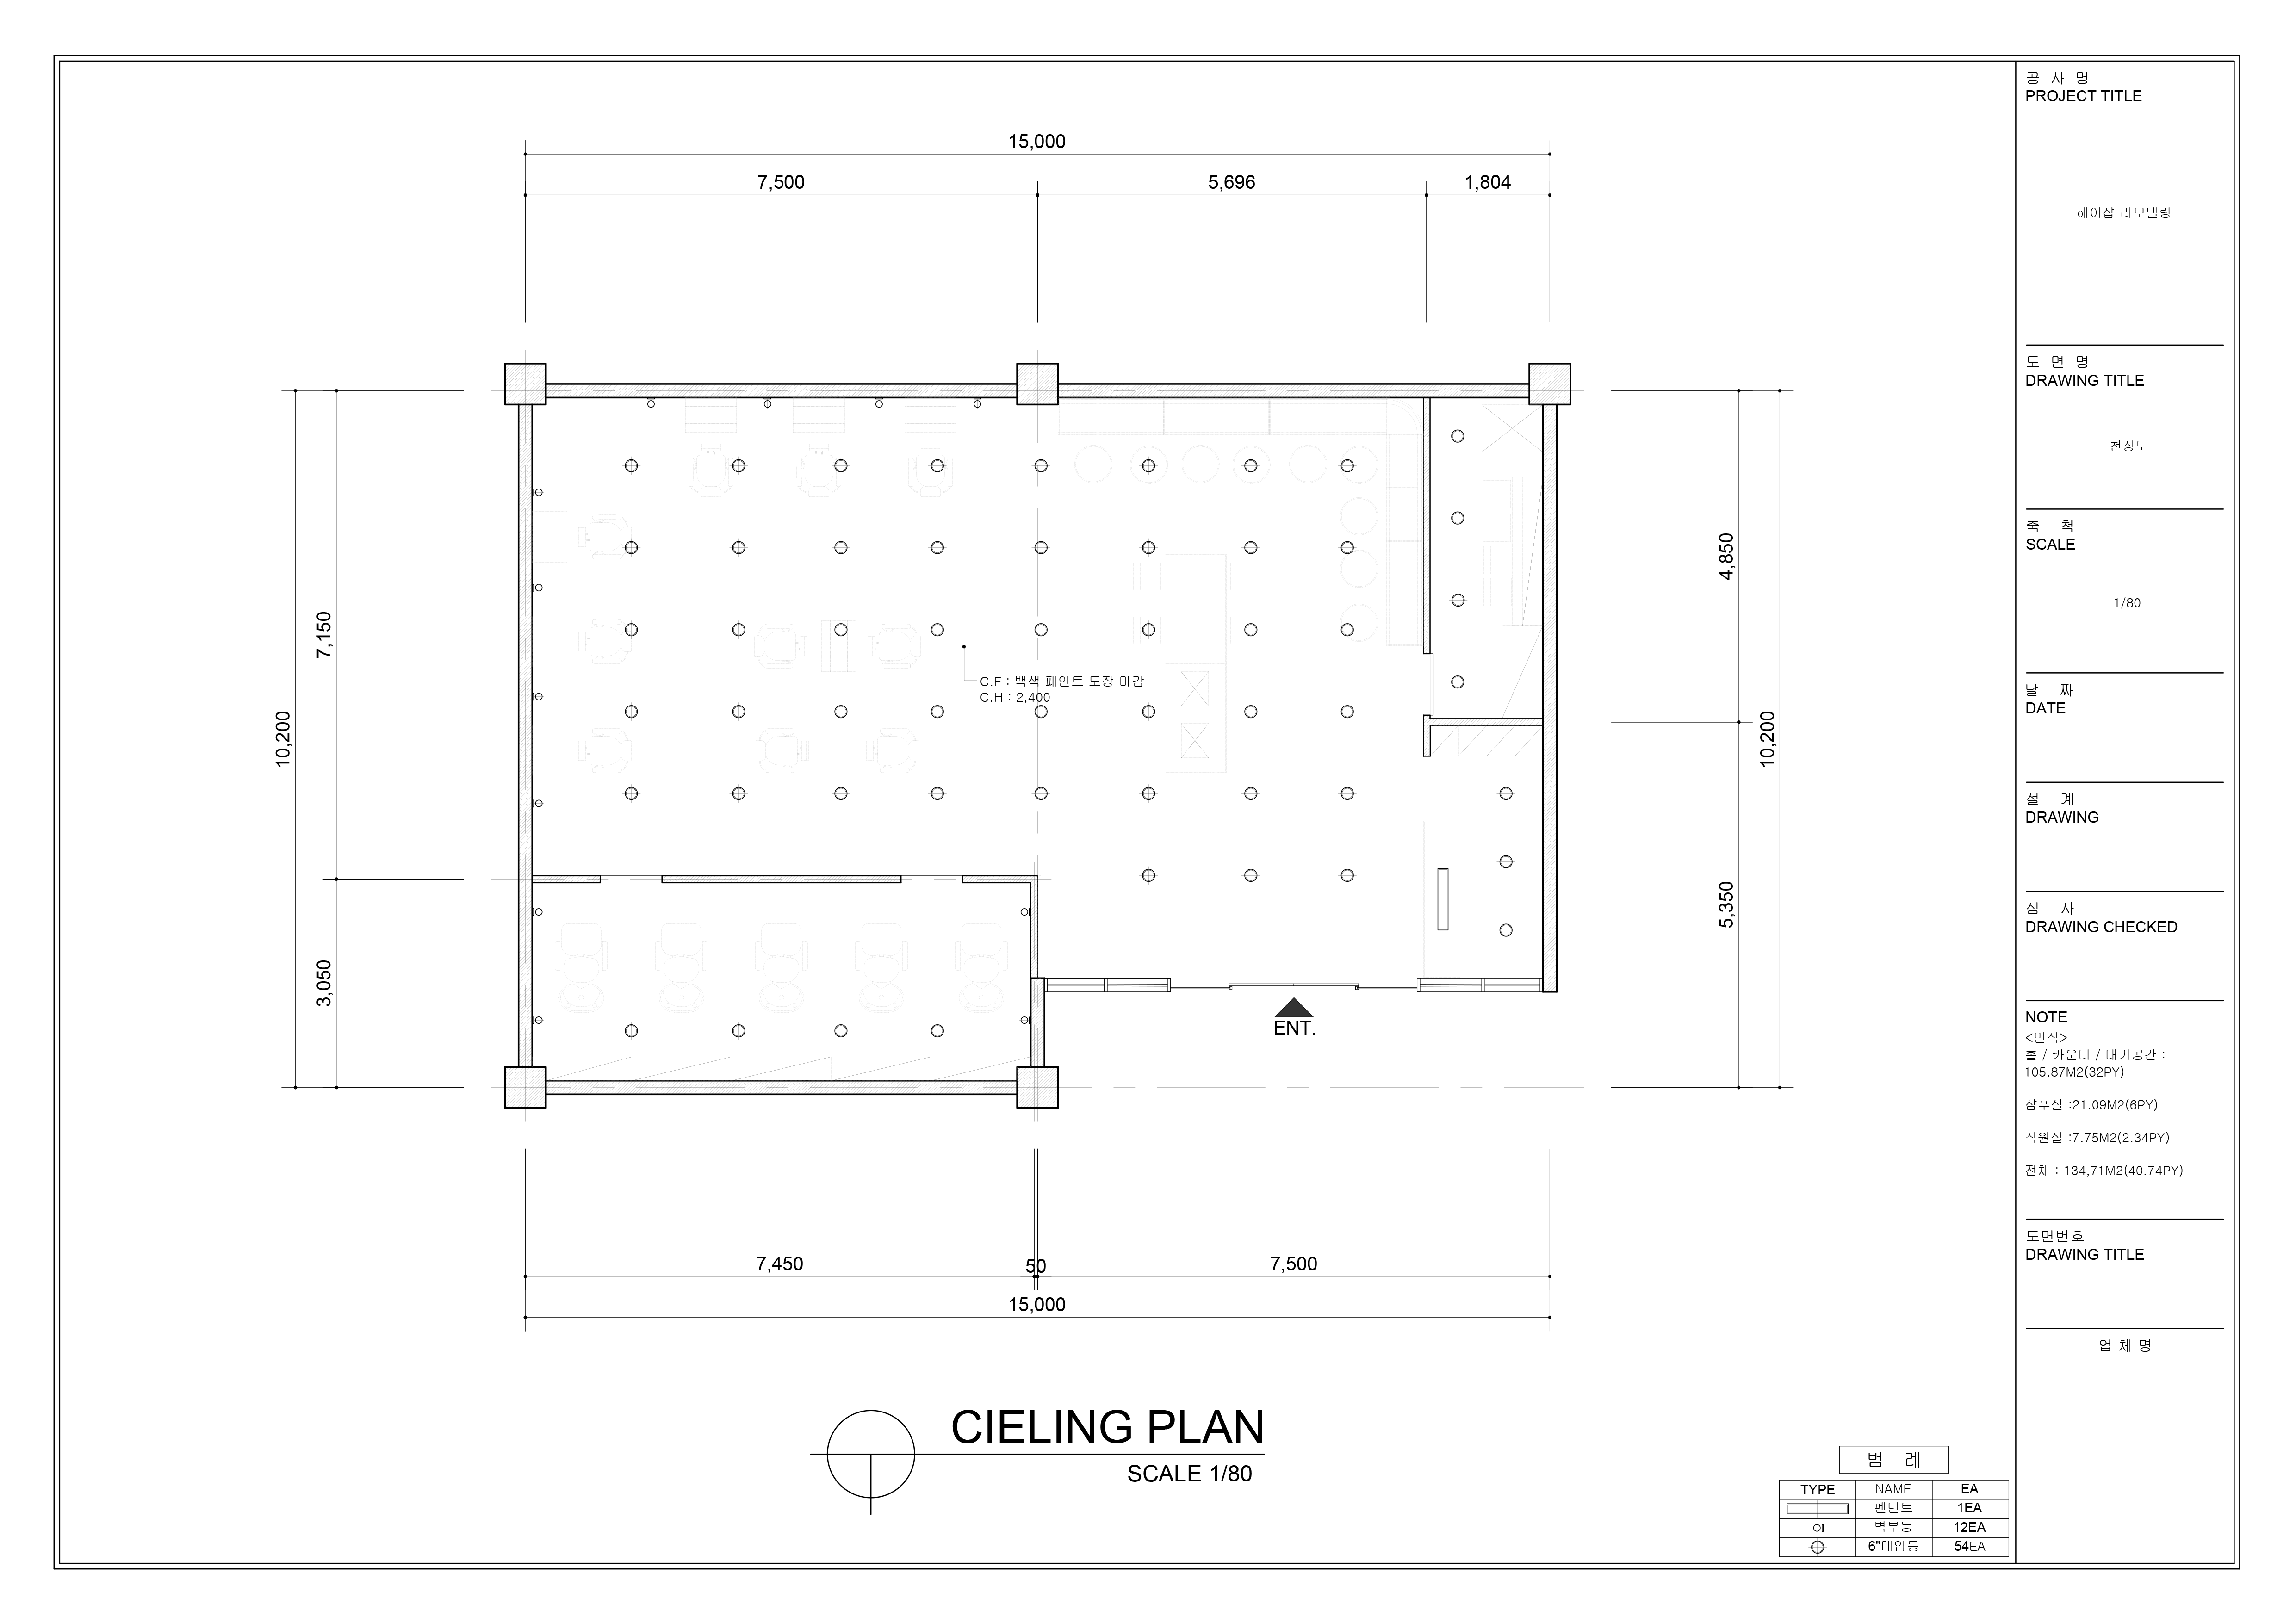 15,000
7,500
5,696
1,804
10,200
7,150
3,050
4,850
10,200
5,350
C.F : 백색 페인트 도장 마감
C.H : 2,400
ENT.
7,450
50
7,500
15,000
CIELING PLAN
SCALE 1/80
범 례
TYPE NAME EA
펜던트 1EA
벽부등 12EA
6"매입등 54EA
공 사 명
PROJECT TITLE
헤어샵 리모델링
도 면 명
DRAWING TITLE
천장도
축 척
SCALE
1/80
날 짜
DATE
설 계
DRAWING
심 사
DRAWING CHECKED
NOTE
<면적>
홀 / 카운터 / 대기공간 :
105.87M2(32PY)
샴푸실 :21.09M2(6PY)
직원실 :7.75M2(2.34PY)
전체 : 134,71M2(40.74PY)
도면번호
DRAWING TITLE
업 체 명